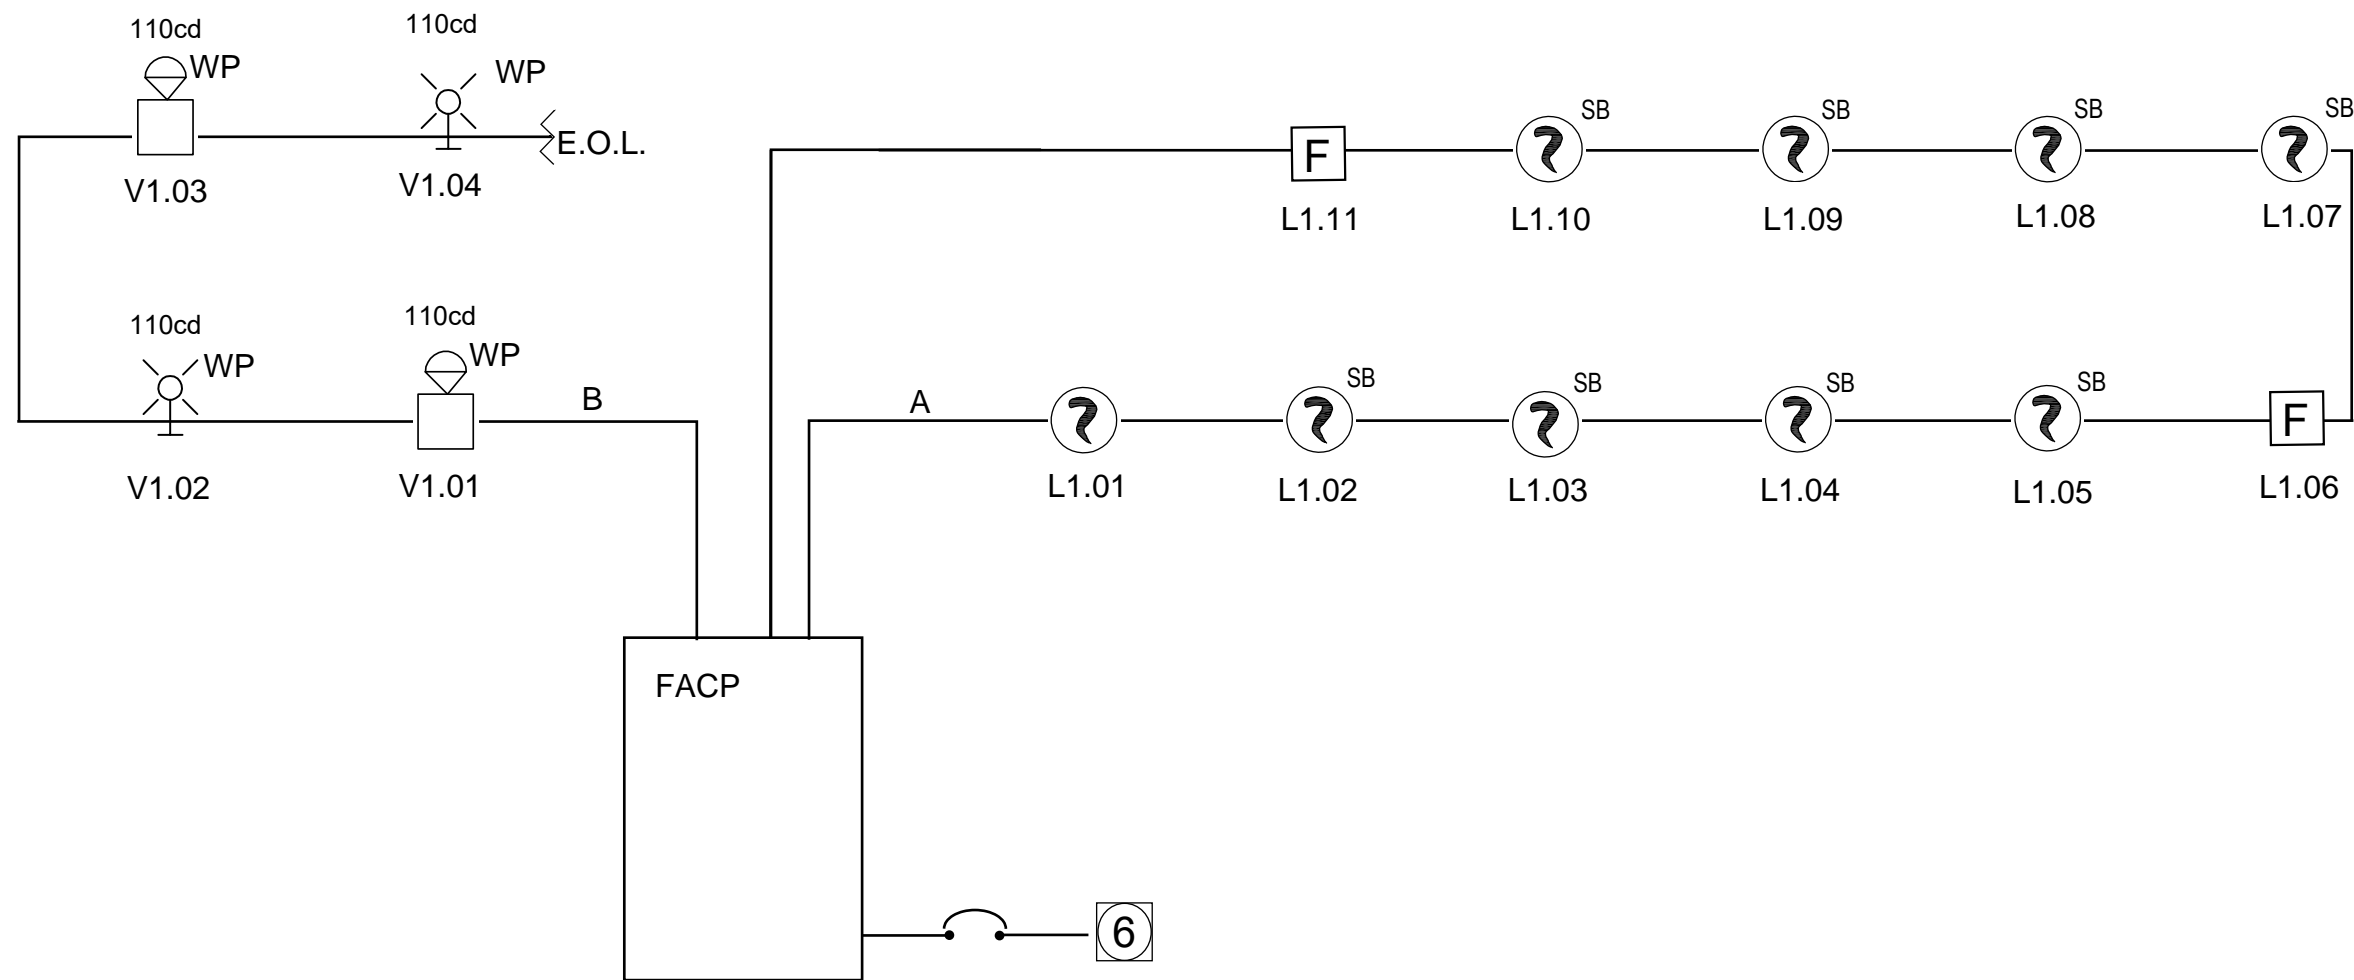 110cd
110cd
WP
WP
E.O.L.
V1.03
V1.04
SB
SB
SB
SB
F
L1.11
L1.10
L1.09
L1.08
L1.07
110cd
110cd
WP
WP
B
V1.02
V1.01
A
SB
SB
SB
SB
F
L1.01
L1.02
L1.03
L1.04
L1.05
L1.06
FACP
6